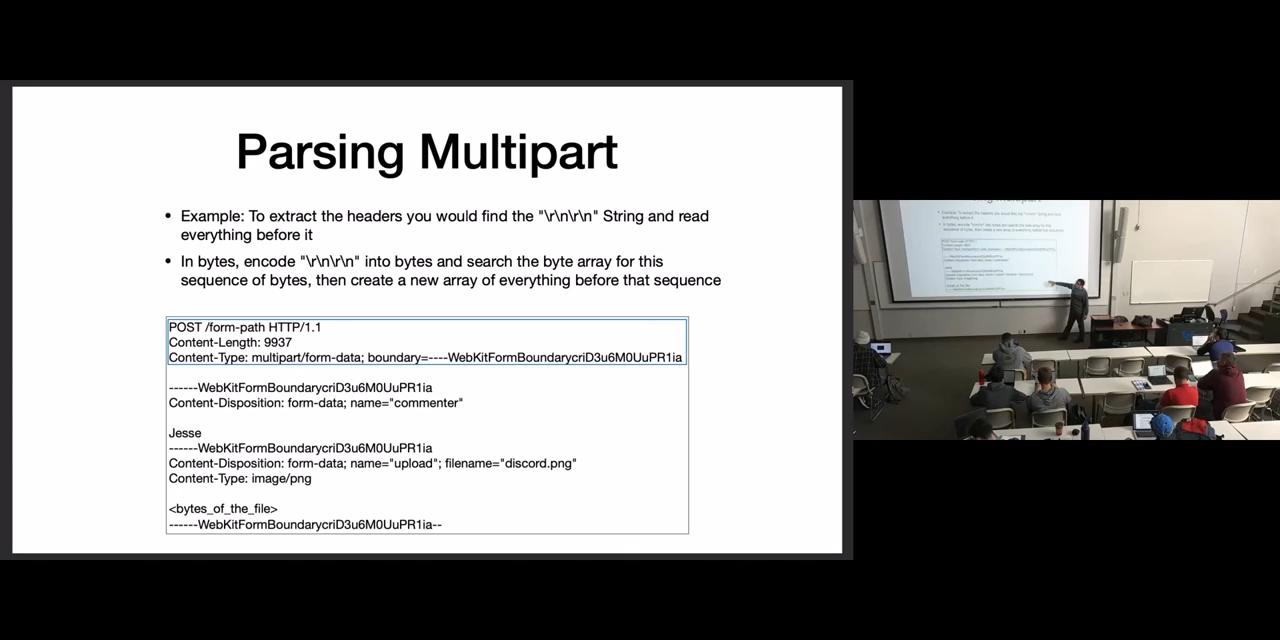 Parsing Multipart
• Example: To extract the headers you would find the "\r\n\r\n" String and read
everything before it
• In bytes, convert "\r\n\r\n" into bytes and search the byte array for this
sequence of bytes, then create a new array of everything before that sequence
POST /form-path HTTP/1.1
Content-Length: 9937
Content-Type: multipart/form-data; boundary=----WebKitFormBoundarycriD3u6M0UuPR1ia
------WebKitFormBoundarycriD3u6M0UuPR1ia
Content-Disposition: form-data; name="commenter"
Jesse
------WebKitFormBoundarycriD3u6M0UuPR1ia
Content-Disposition: form-data; name="upload"; filename="discord.png"
Content-Type: image/png
<bytes_of_the_file>
------WebKitFormBoundarycriD3u6M0UuPR1ia--